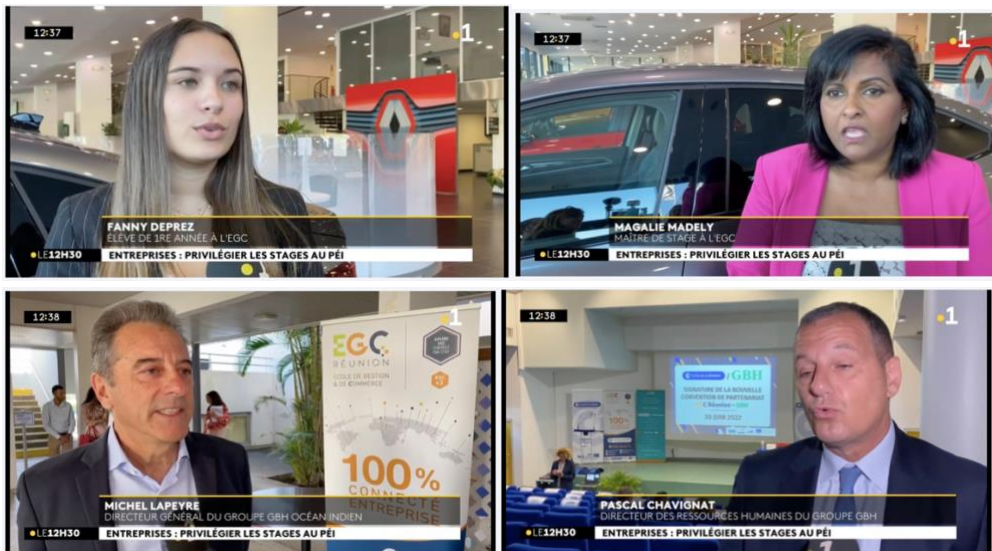 12:37
1
FANNY DEPREZ
ÉLÈVE DE 1RE ANNÉE À L'EGC
LE12H30 ENTREPRISES : PRIVILÉGIER LES STAGES AU PÉI
12:37
1
MAGALIE MADELY
MAÎTRE DE STAGE À L'EGC
LE12H30 ENTREPRISES : PRIVILÉGIER LES STAGES AU PÉI
12:38
1
EGC
RÉUNION
ÉCOLE DE GESTION
& DE COMMERCE
100%
CONNECTÉ
ENTREPRISE
MICHEL LAPEYRE
DIRECTEUR GÉNÉRAL DU GROUPE GBH OCÉAN INDIEN
LE12H30 ENTREPRISES : PRIVILÉGIER LES STAGES AU PÉI
12:38
1
GBH
SIGNATURE DE LA NOUVELLE
CONVENTION DE PARTENARIAT
PASCAL CHAVIGNAT
DIRECTEUR DES RESSOURCES HUMAINES DU GROUPE GBH
LE12H30 ENTREPRISES : PRIVILÉGIER LES STAGES AU PÉI